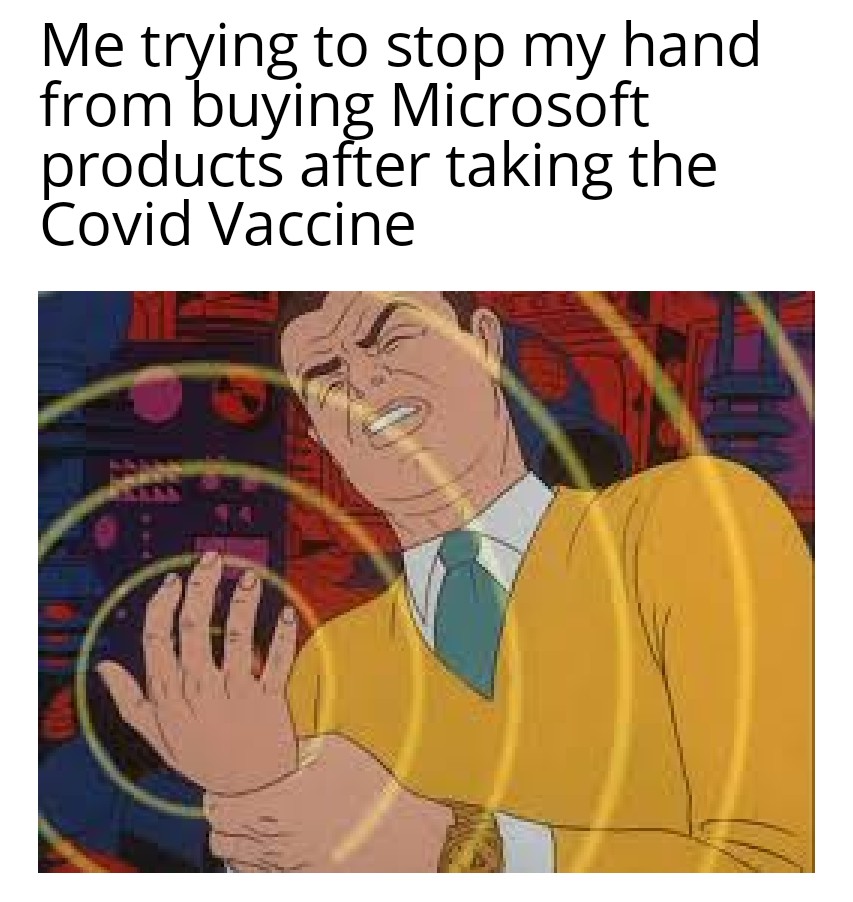 Me trying to stop my hand
from buying Microsoft
products after taking the
Covid Vaccine